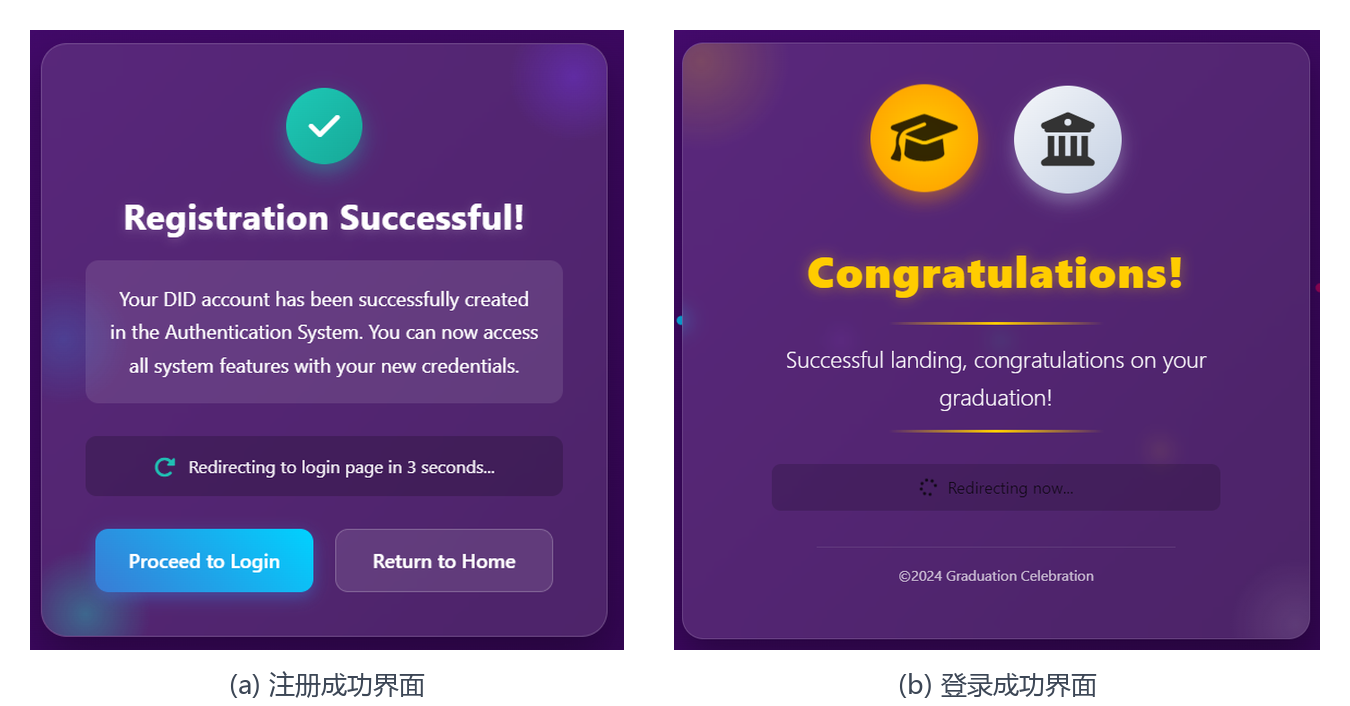 Registration Successful!
Your DID account has been successfully created
in the Authentication System. You can now access
all system features with your new credentials.
Redirecting to login page in 3 seconds...
Proceed to Login
Return to Home
(a) 注册成功界面
Congratulations!
Successful landing, congratulations on your
graduation!
Redirecting now...
©2024 Graduation Celebration
(b) 登录成功界面